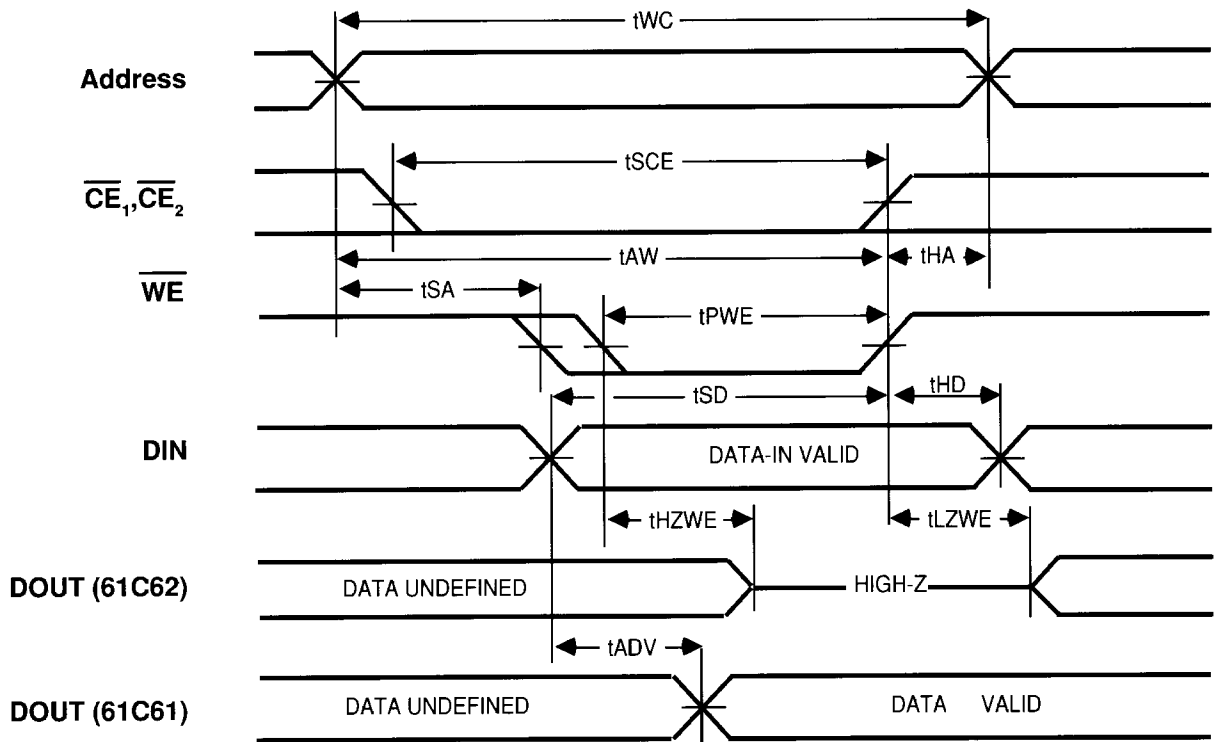 tWC
Address
tSCE
CE₁,CE₂
tAW
tHA
WE
tSA
tPWE
tSD
tHD
DIN
DATA-IN VALID
tHZWE
tLZWE
DOUT (61C62)
DATA UNDEFINED
HIGH-Z
tADV
DOUT (61C61)
DATA UNDEFINED
DATA VALID